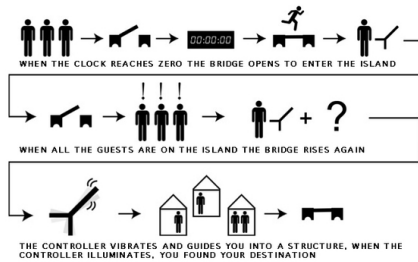 00:00:00
WHEN THE CLOCK REACHES ZERO THE BRIDGE OPENS TO ENTER THE ISLAND
! ! !
+ ?
WHEN ALL THE GUESTS ARE ON THE ISLAND THE BRIDGE RISES AGAIN
THE CONTROLLER VIBRATES AND GUIDES YOU INTO A STRUCTURE, WHEN THE
CONTROLLER ILLUMINATES, YOU FOUND YOUR DESTINATION